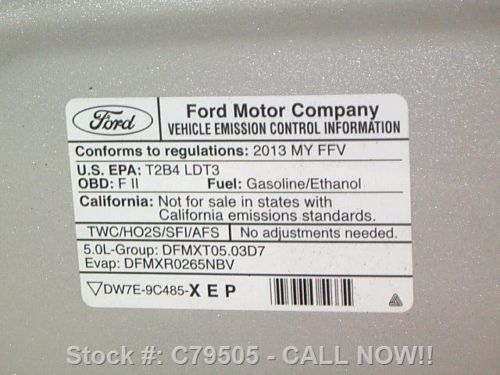 Ford
Ford Motor Company
VEHICLE EMISSION CONTROL INFORMATION
Conforms to regulations: 2013 MY FFV
U.S. EPA: T2B4 LDT3
OBD: F II Fuel: Gasoline/Ethanol
California: Not for sale in states with
California emissions standards.
TWC/HO2S/SFI/AFS No adjustments needed.
5.0L-Group: DFMXT05.03D7
Evap: DFMXR0265NBV
DW7E-9C485-X E P
Stock #: C79505 - CALL NOW!!